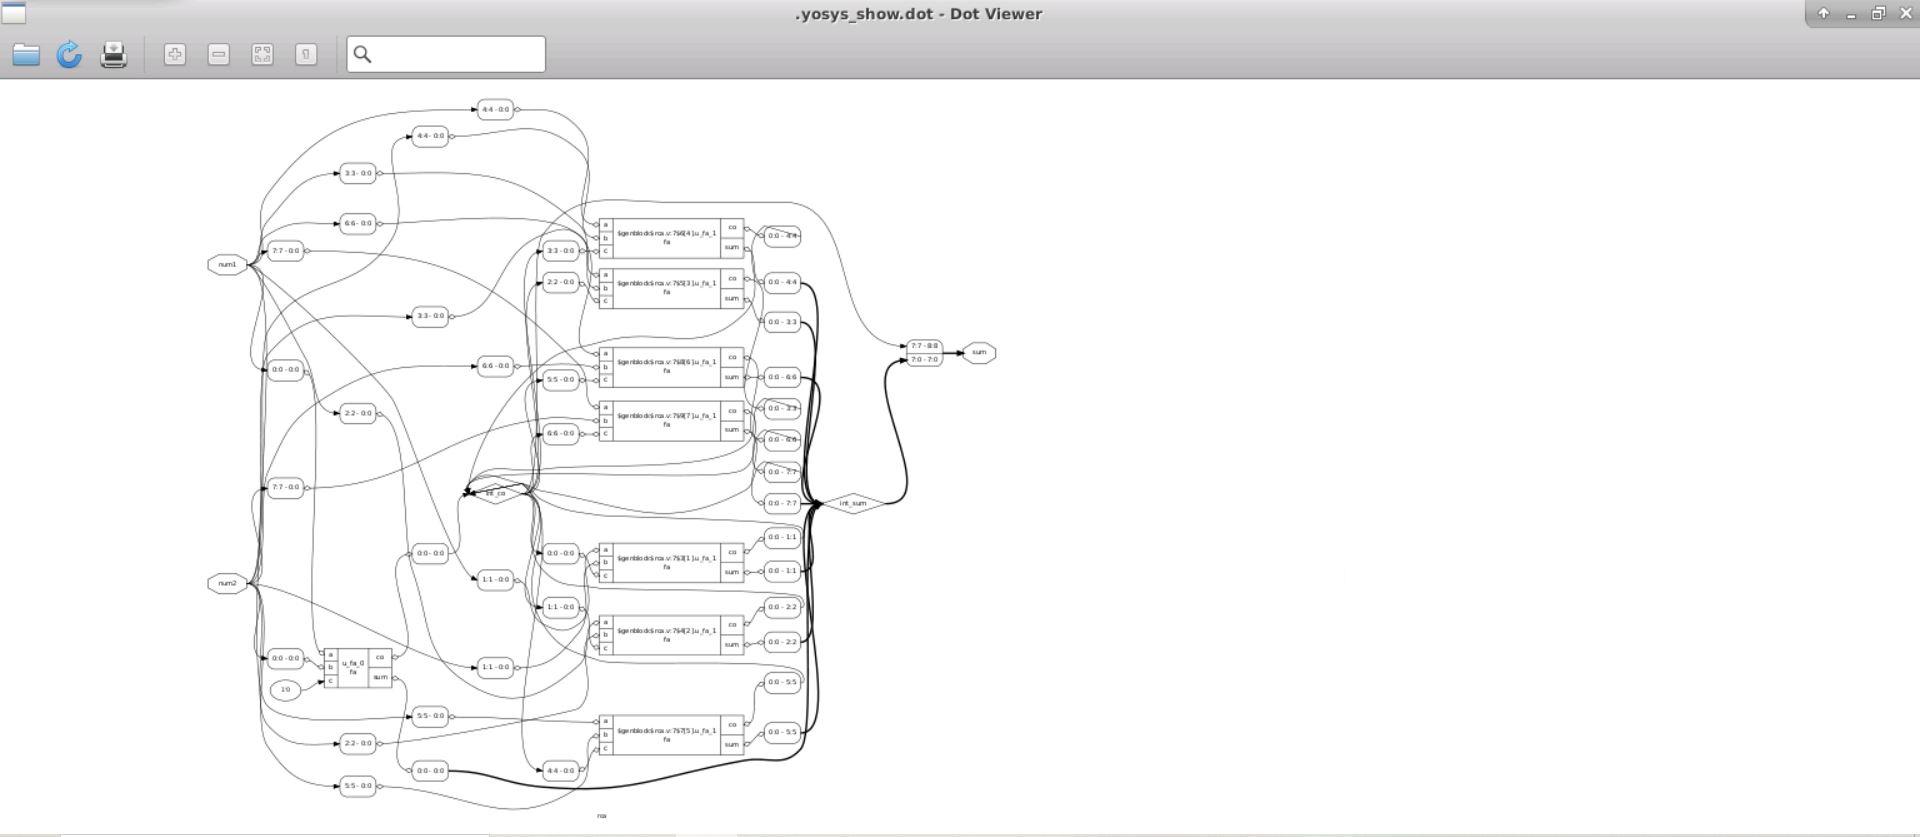 .yosys_show.dot - Dot Viewer
4:4 - 0:0
4:4 - 0:0
3:3 - 0:0
6:6 - 0:0
7:7 - 0:0
num1
3:3 - 0:0
0:0 - 0:0
2:2 - 0:0
6:6 - 0:0
7:7 - 0:0
num2
0:0 - 0:0
1:1 - 0:0
1:1 - 0:0
0:0 - 0:0
1'0
a
b
c
u_fa_0
fa
co
sum
5:5 - 0:0
2:2 - 0:0
0:0 - 0:0
5:5 - 0:0
3:3 - 0:0
2:2 - 0:0
5:5 - 0:0
6:6 - 0:0
int_co
0:0 - 0:0
1:1 - 0:0
4:4 - 0:0
a
b
c
$genblock$rca.v:7$6[4].u_fa_1
fa
co
sum
a
b
c
$genblock$rca.v:7$5[3].u_fa_1
fa
co
sum
a
b
c
$genblock$rca.v:7$8[6].u_fa_1
fa
co
sum
a
b
c
$genblock$rca.v:7$9[7].u_fa_1
fa
co
sum
a
b
c
$genblock$rca.v:7$3[1].u_fa_1
fa
co
sum
a
b
c
$genblock$rca.v:7$4[2].u_fa_1
fa
co
sum
a
b
c
$genblock$rca.v:7$7[5].u_fa_1
fa
co
sum
0:0 - 4:4
0:0 - 4:4
0:0 - 3:3
0:0 - 6:6
0:0 - 3:3
0:0 - 6:6
0:0 - 7:7
0:0 - 7:7
0:0 - 1:1
0:0 - 1:1
0:0 - 2:2
0:0 - 2:2
0:0 - 5:5
0:0 - 5:5
int_sum
7:7 - 8:8
7:0 - 7:0
sum
rca